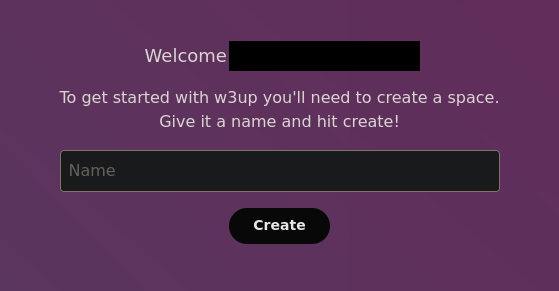 Welcome
To get started with w3up you'll need to create a space.
Give it a name and hit create!
Name
Create